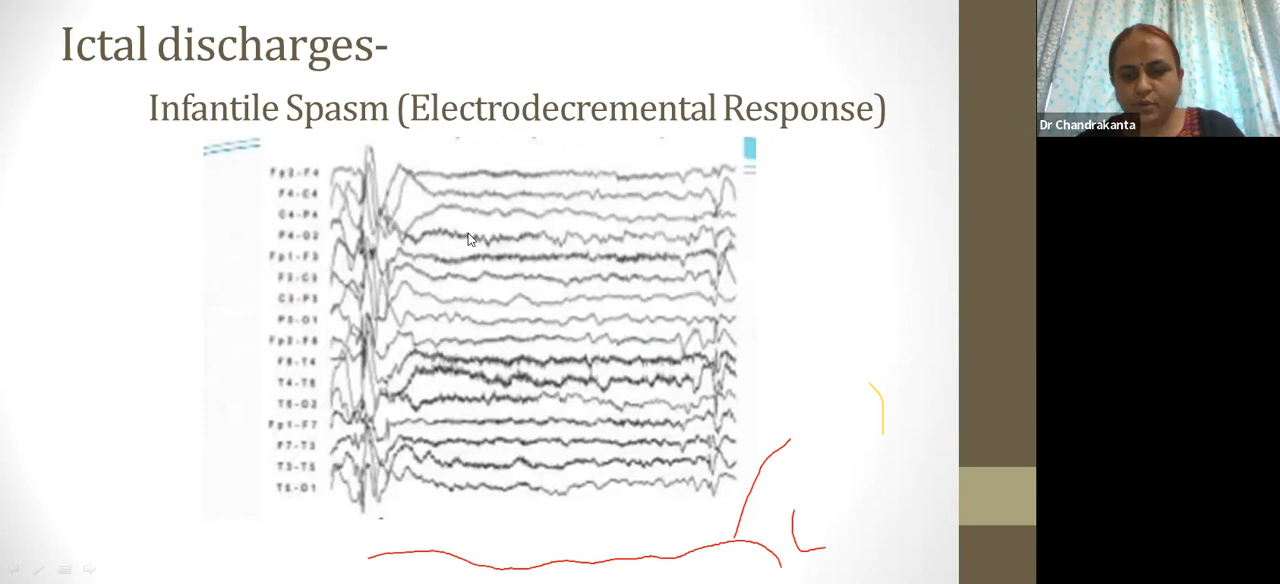 Ictal discharges-
Infantile Spasm (Electrodecremental Response)
Fp2-F4
F4-C4
C4-P4
P4-O2
Fp1-F3
F3-C3
C3-P3
P3-O1
Fp2-F8
F8-T4
T4-T6
T6-O2
Fp1-F7
F7-T3
T3-T5
T5-O1
Dr Chandrakanta